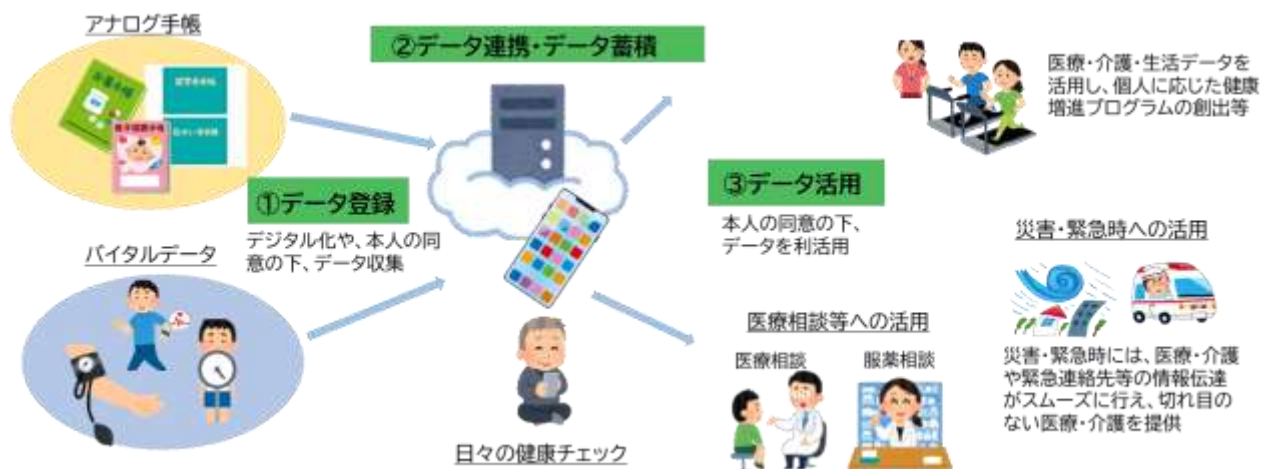 アナログ手帳
②データ連携・データ蓄積
医療・介護・生活データを
活用し、個人に応じた健康
増進プログラムの創出等
①データ登録
デジタル化や、本人の同
意の下、データ収集
③データ活用
本人の同意の下、
データを利活用
バイタルデータ
日々の健康チェック
医療相談等への活用
医療相談
服薬相談
災害・緊急時への活用
災害・緊急時には、医療・介護
や緊急連絡先等の情報伝達
がスムーズに行え、切れ目の
ない医療・介護を提供